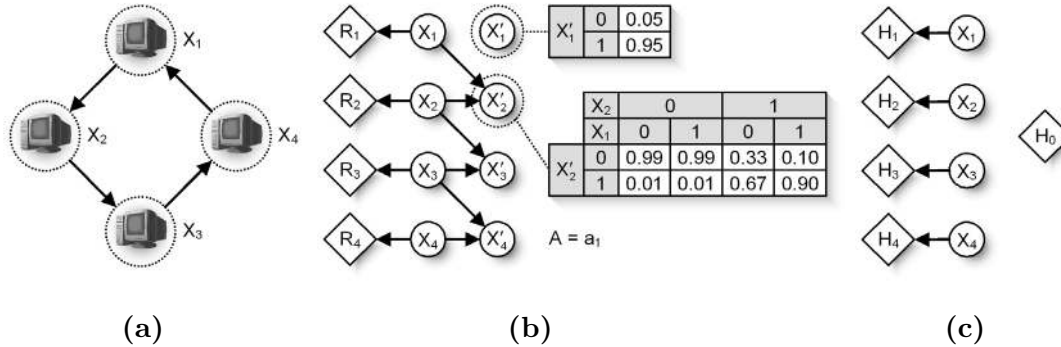 X₁
X₂
X₄
X₃
(a)
R₁ X₁ X′₁
R₂ X₂ X′₂
R₃ X₃ X′₃
R₄ X₄ X′₄
X′₁ 0 0.05
1 0.95
X₂ 0 1
X₁ 0 1 0 1
X′₂ 0 0.99 0.99 0.33 0.10
1 0.01 0.01 0.67 0.90
A = a₁
(b)
H₁ X₁
H₂ X₂
H₀
H₃ X₃
H₄ X₄
(c)